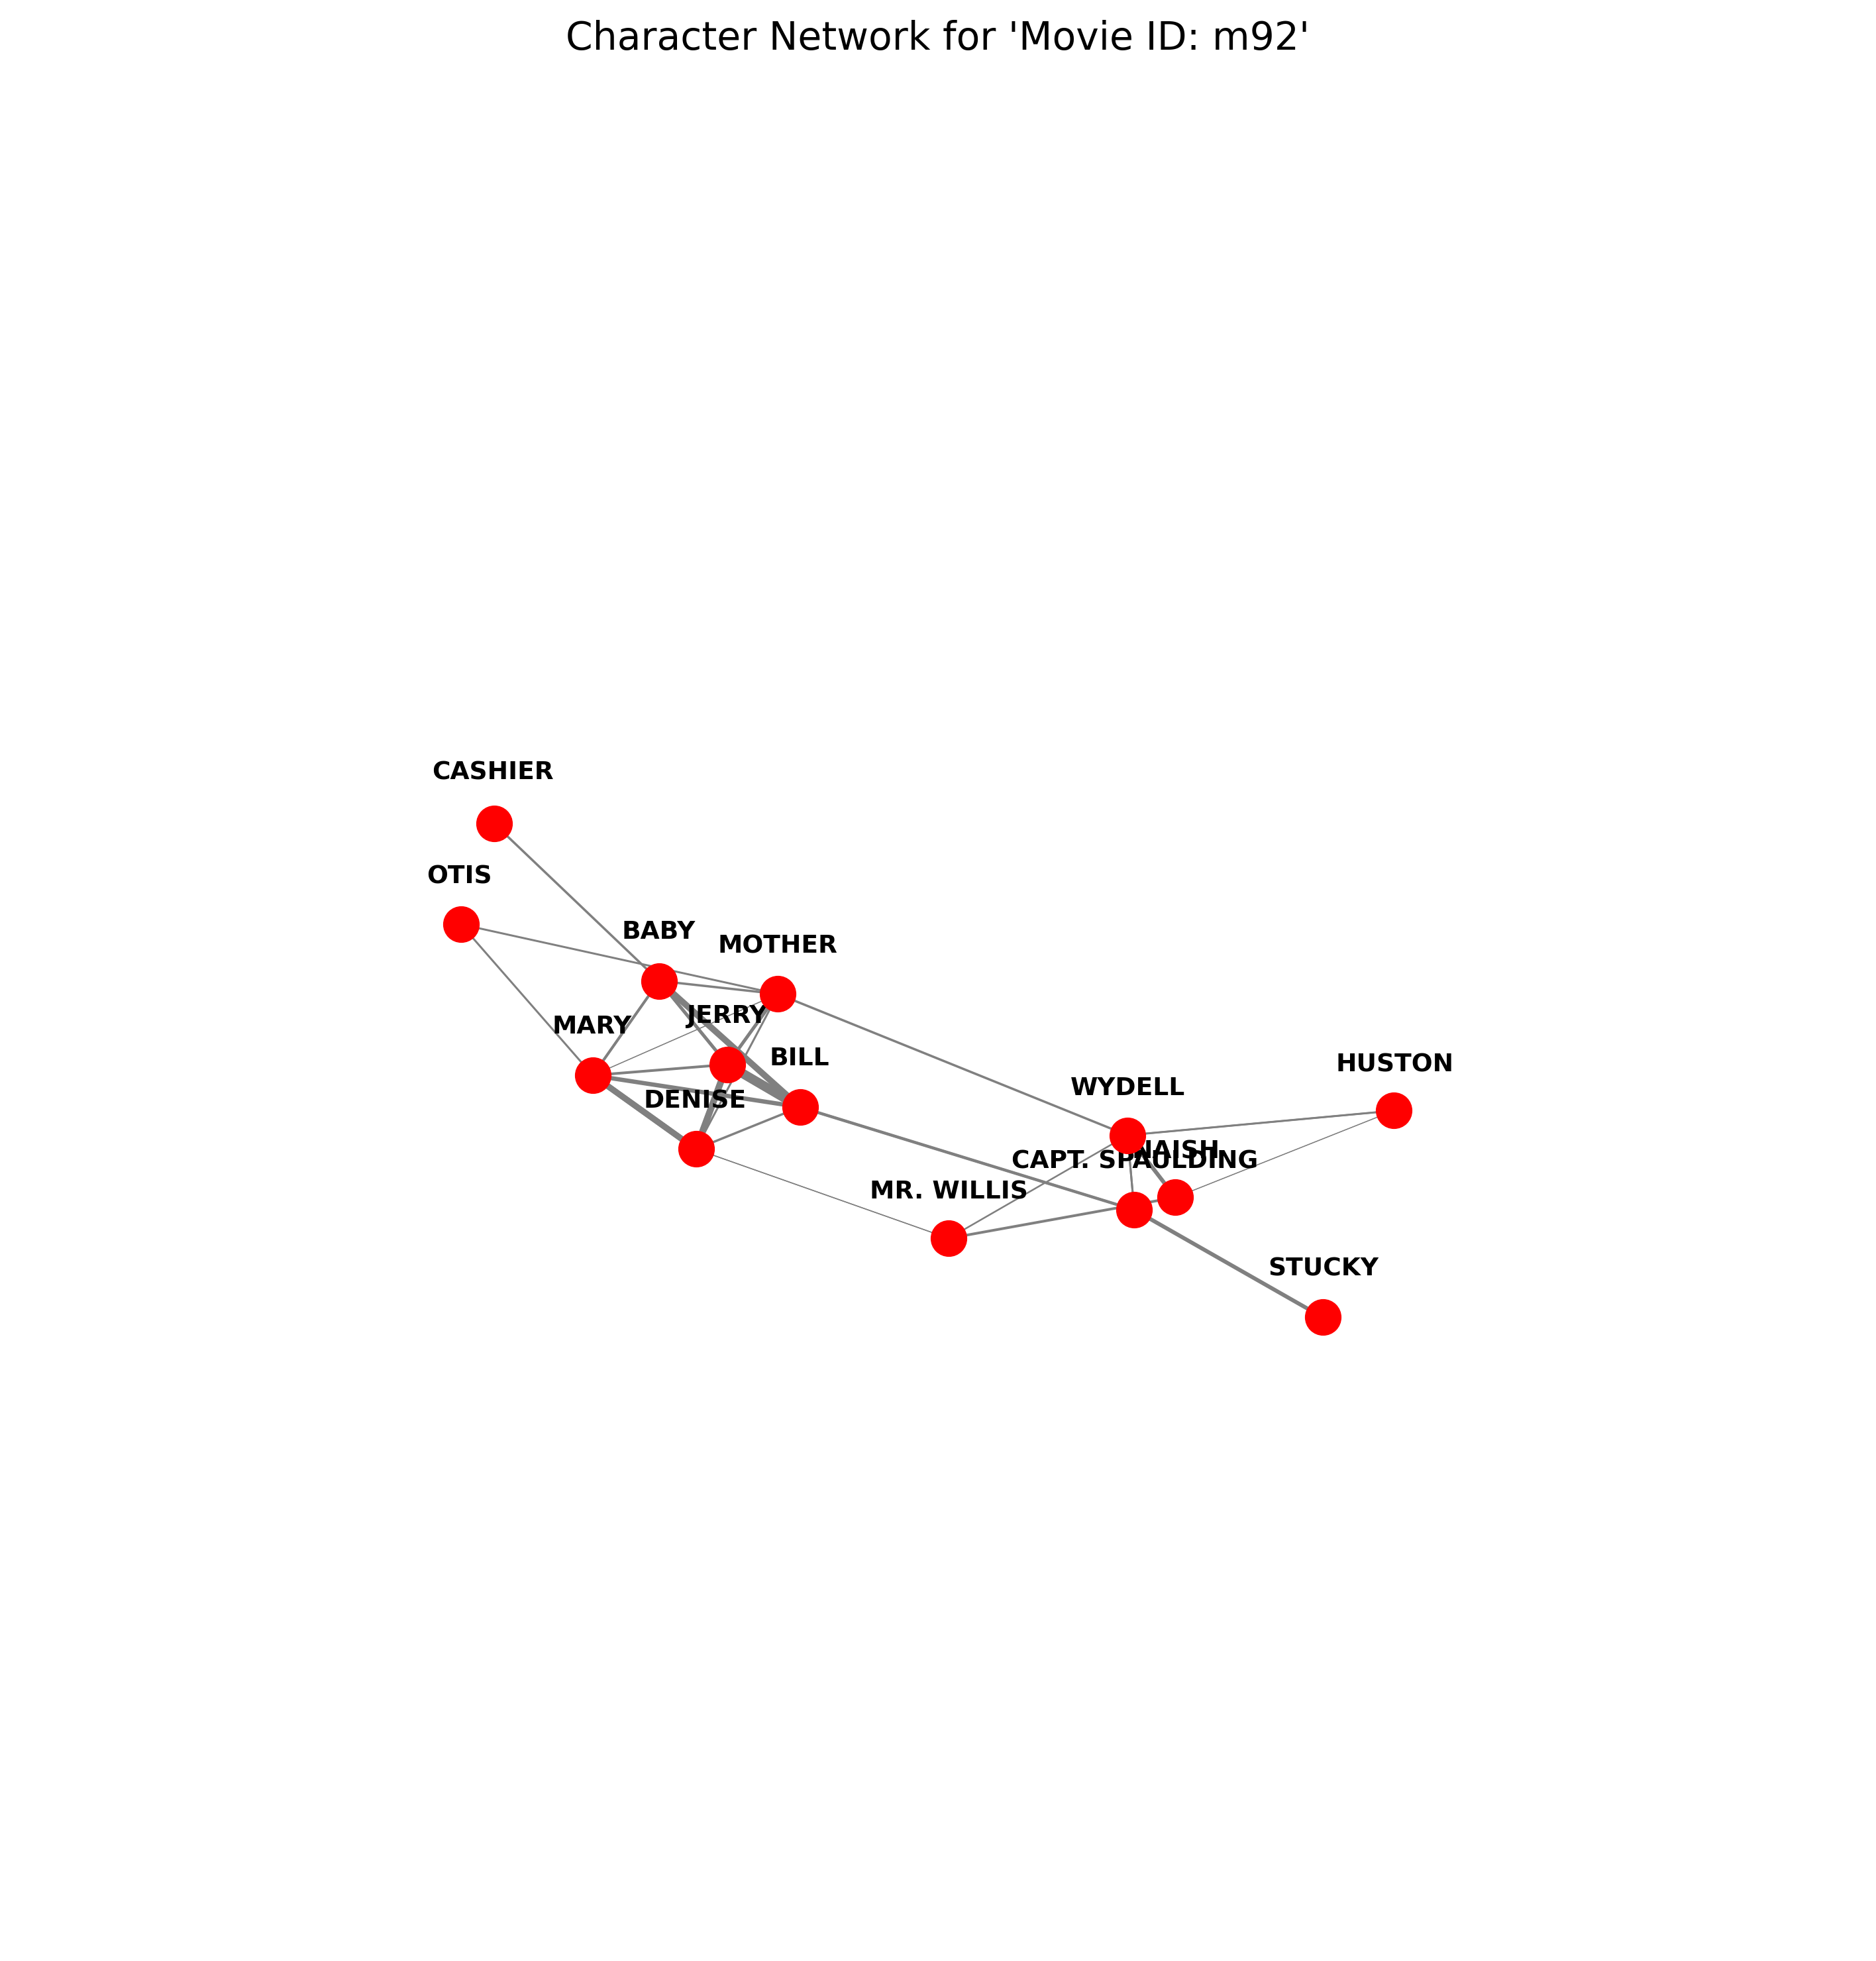 Character Network for 'Movie ID: m92'
CASHIER
OTIS
BABY
MOTHER
JERRY
MARY
BILL
HUSTON
WYDELL
DENISE
NAISH
CAPT. SPAULDING
MR. WILLIS
STUCKY